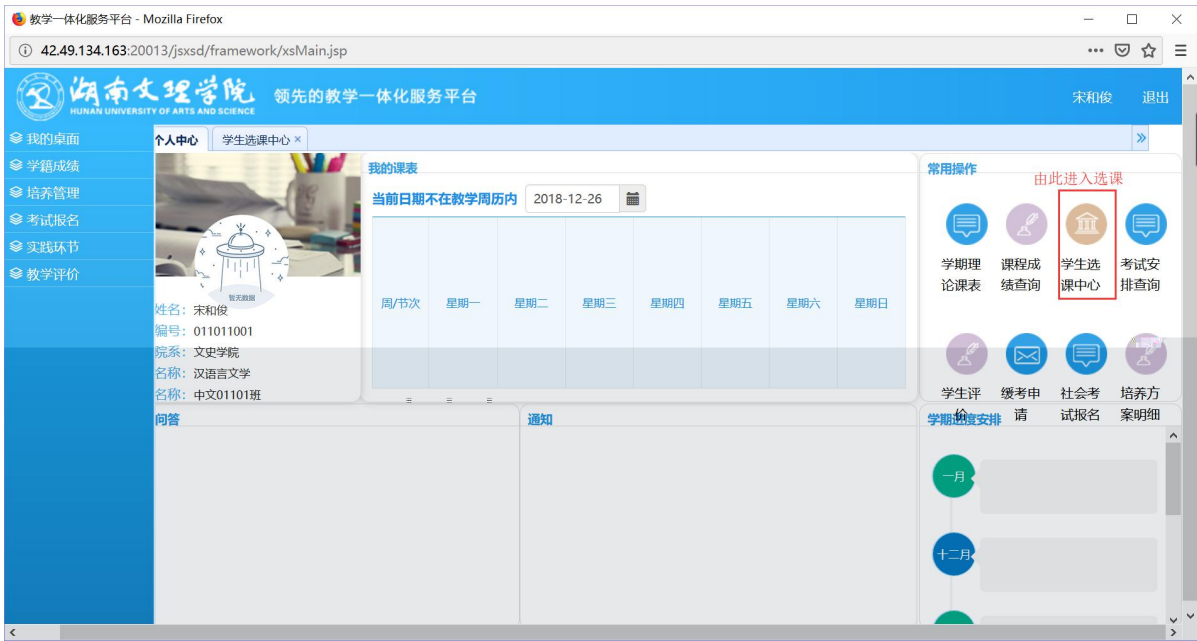 教学一体化服务平台 - Mozilla Firefox
42.49.134.163:20013/jsxsd/framework/xsMain.jsp
湖南文理学院
HUNAN UNIVERSITY OF ARTS AND SCIENCE
领先的教学一体化服务平台
宋和俊 退出
我的桌面
学籍成绩
培养管理
考试报名
实践环节
教学评价
个人中心 学生选课中心 ×
暂无数据
姓名：宋和俊
编号：011011001
院系：文史学院
名称：汉语言文学
名称：中文01101班
我的课表
当前日期不在教学周历内 2018-12-26
周/节次 星期一 星期二 星期三 星期四 星期五 星期六 星期日
一 二 三
常用操作
由此进入选课
学期理论课表
课程成绩查询
学生选课中心
考试安排查询
学生评价
缓考申请
社会考试报名
培养方案明细
问答
通知
学期进度安排
一月
十二月